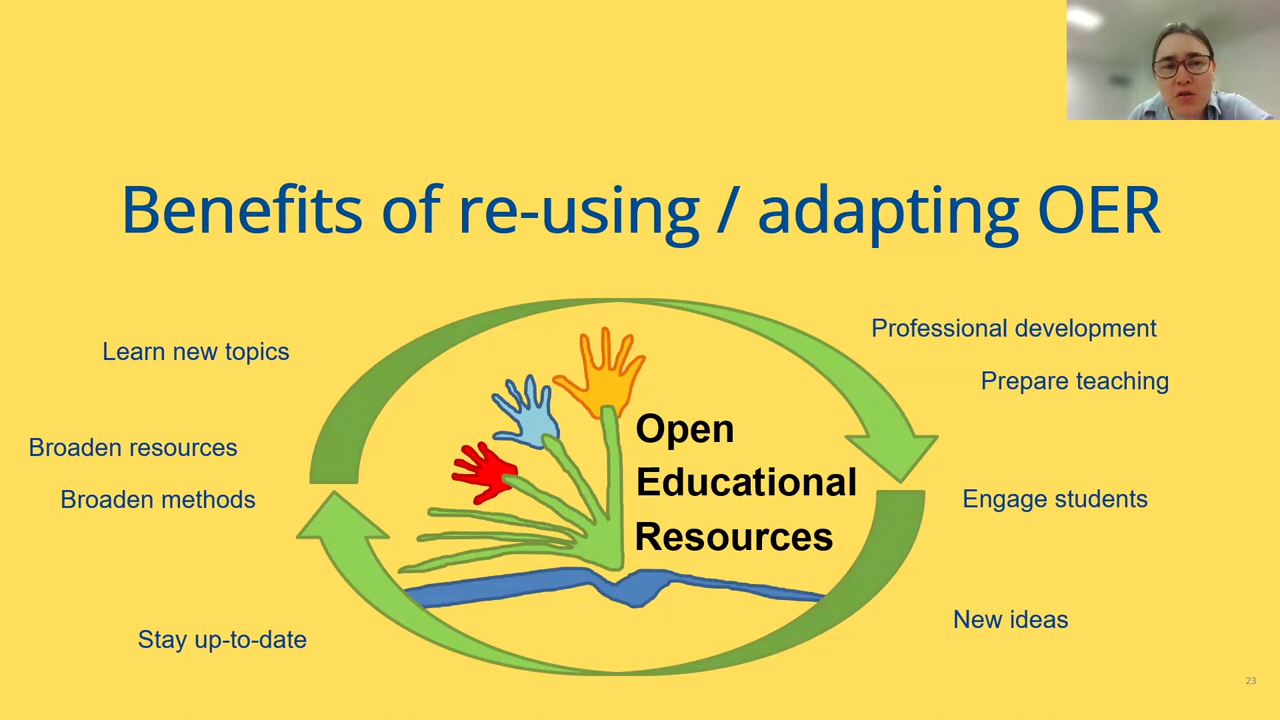 Benefits of re-using / adapting OER
Learn new topics
Broaden resources
Broaden methods
Stay up-to-date
Open
Educational
Resources
Professional development
Prepare teaching
Engage students
New ideas
23